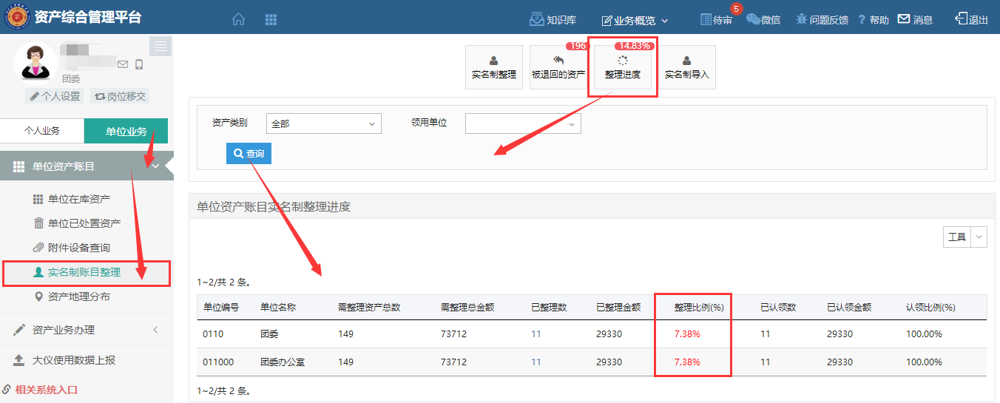 资产综合管理平台
知识库 业务概览 待审 5 微信 问题反馈 ? 帮助 消息 退出
团委
个人设置 岗位移交
个人业务 单位业务
单位资产账目
单位在库资产
单位已处置资产
附件设备查询
实名制账目整理
资产地理分布
资产业务办理
大仪使用数据上报
相关系统入口
196 14.83%
实名制整理 被退回的资产 整理进度 实名制导入
资产类别 全部 领用单位
查询
单位资产账目实名制整理进度
工具
1~2/共 2 条。
单位编号 单位名称 需整理资产总数 需整理总金额 已整理数 已整理金额 整理比例(%) 已认领数 已认领金额 认领比例(%)
0110 团委 149 73712 11 29330 7.38% 11 29330 100.00%
011000 团委办公室 149 73712 11 29330 7.38% 11 29330 100.00%
1~2/共 2 条。